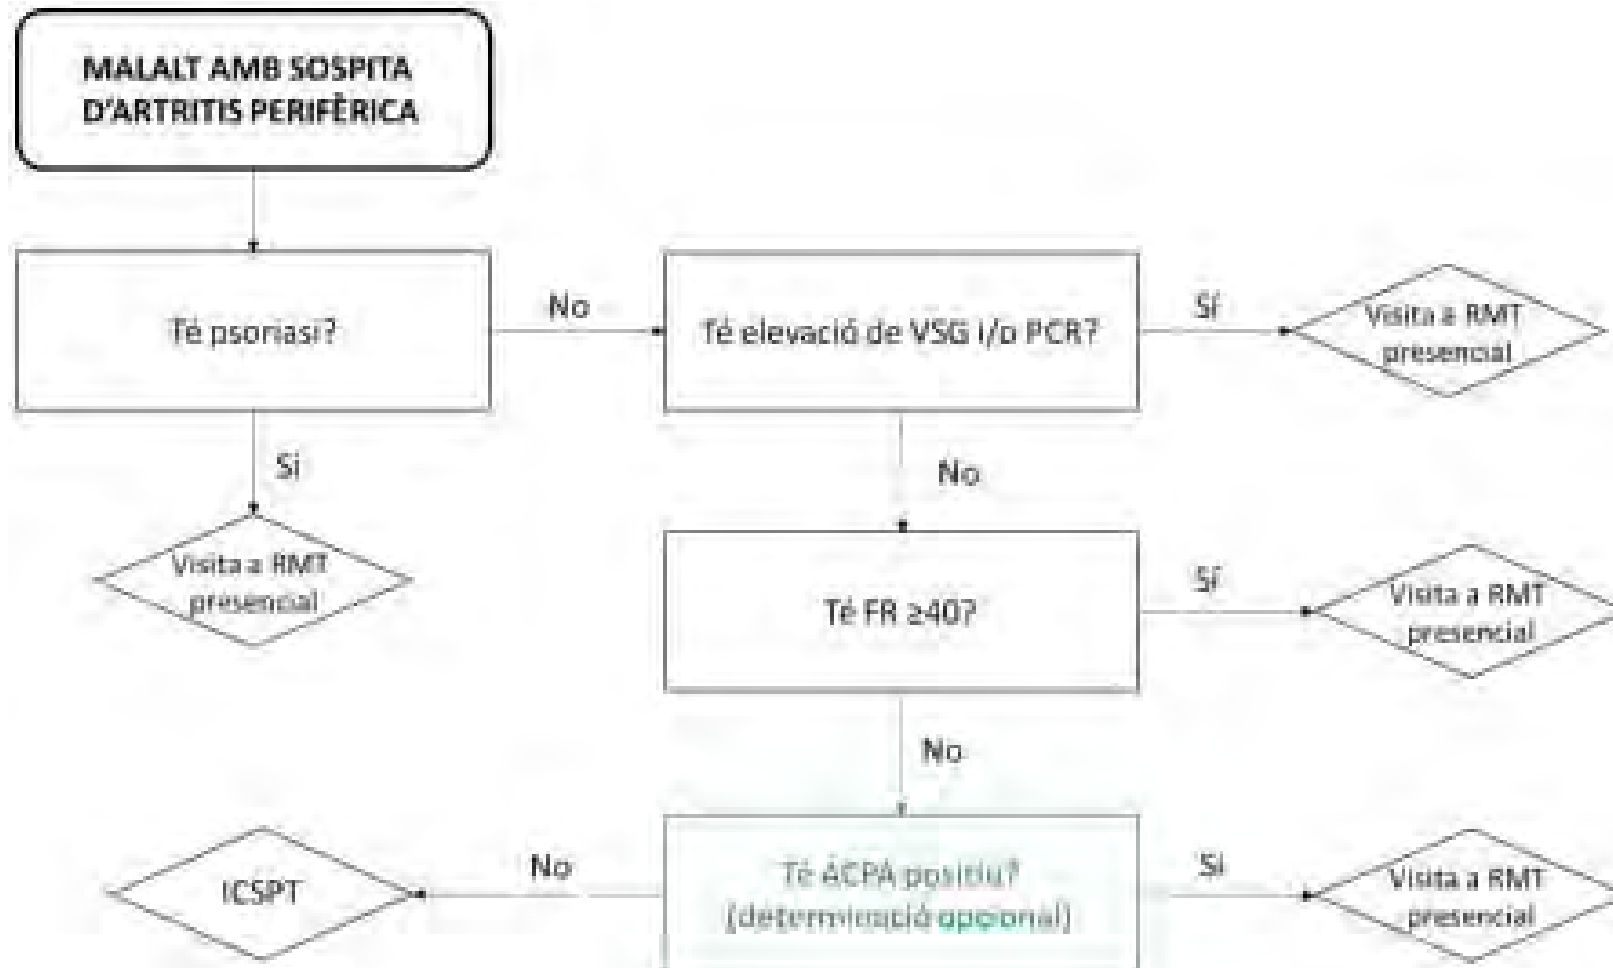 MALALT AMB SOSPITA
D'ARTRITIS PERIFÈRICA
Té psoriasi?
No
Té elevació de VSG i/o PCR?
Sí
Visita a RMT
presencial
Sí
Visita a RMT
presencial
No
Té FR ≥40?
Sí
Visita a RMT
presencial
No
ICSPT
No
Té ACPA positiu?
(determinació opcional)
Sí
Visita a RMT
presencial